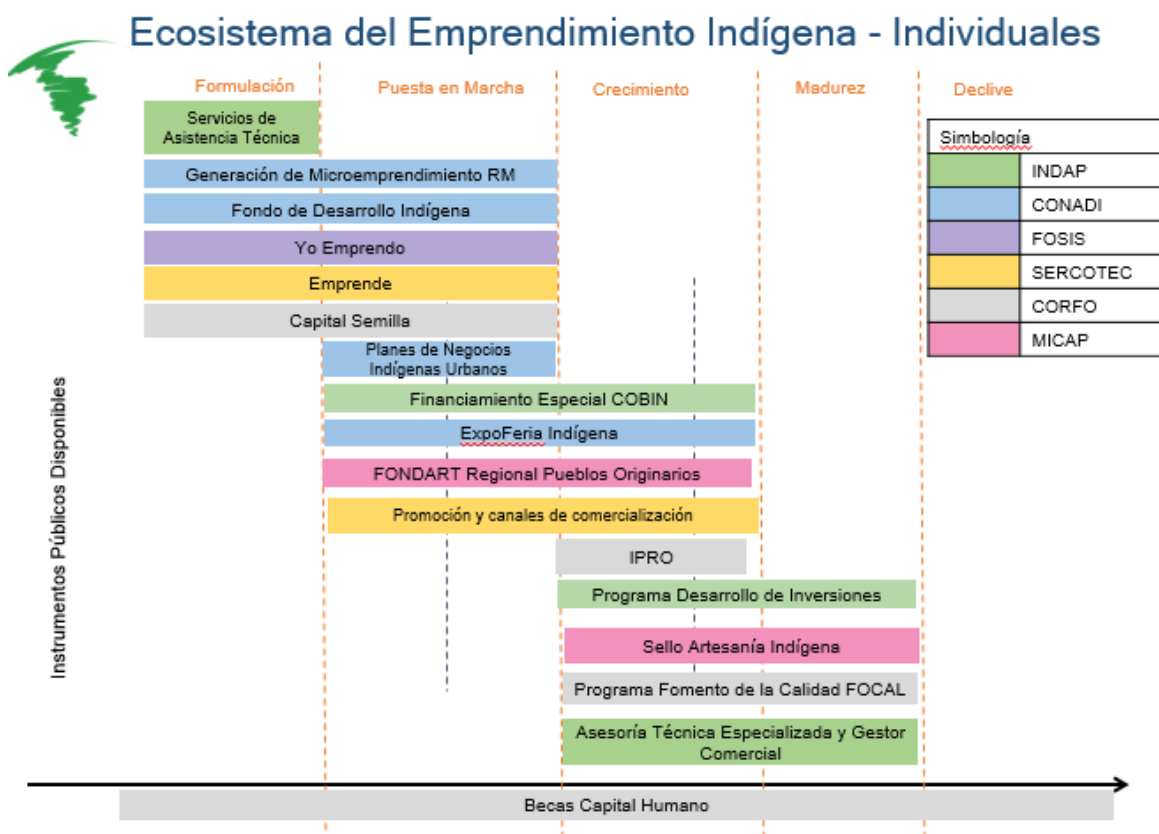 Ecosistema del Emprendimiento Indígena - Individuales
Formulación
Puesta en Marcha
Crecimiento
Madurez
Declive
Servicios de
Asistencia Técnica
Simbología
INDAP
CONADI
FOSIS
SERCOTEC
CORFO
MICAP
Generación de Microemprendimiento RM
Fondo de Desarrollo Indígena
Yo Emprendo
Emprende
Capital Semilla
Planes de Negocios
Indígenas Urbanos
Financiamiento Especial COBIN
ExpoFeria Indígena
FONDART Regional Pueblos Originarios
Promoción y canales de comercialización
IPRO
Programa Desarrollo de Inversiones
Sello Artesanía Indígena
Programa Fomento de la Calidad FOCAL
Asesoría Técnica Especializada y Gestor
Comercial
Instrumentos Públicos Disponibles
Becas Capital Humano